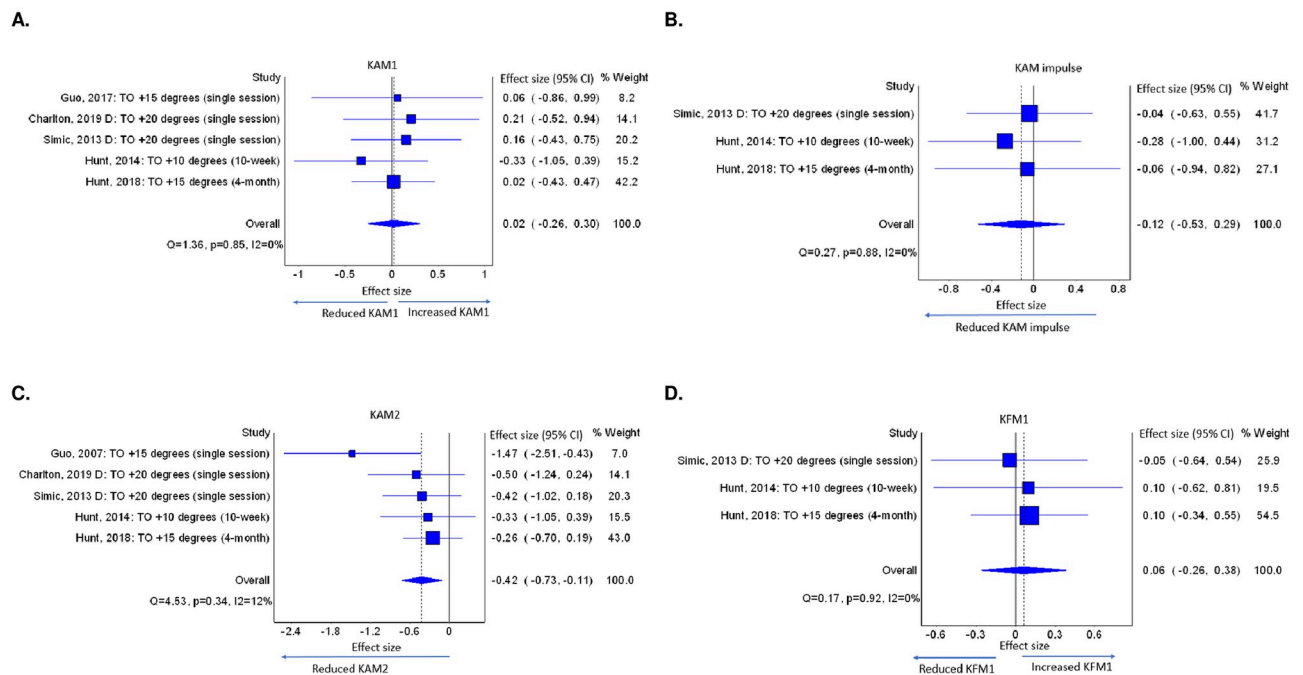 A.
KAM1
Study Effect size (95% CI) % Weight
Guo, 2017: TO +15 degrees (single session) 0.06 ( -0.86, 0.99) 8.2
Charlton, 2019 D: TO +20 degrees (single session) 0.21 ( -0.52, 0.94) 14.1
Simic, 2013 D: TO +20 degrees (single session) 0.16 ( -0.43, 0.75) 20.2
Hunt, 2014: TO +10 degrees (10-week) -0.33 ( -1.05, 0.39) 15.2
Hunt, 2018: TO +15 degrees (4-month) 0.02 ( -0.43, 0.47) 42.2
Overall 0.02 ( -0.26, 0.30) 100.0
Q=1.36, p=0.85, I2=0%
-1 -0.5 0 0.5 1
Effect size
Reduced KAM1 Increased KAM1
B.
KAM impulse
Study Effect size (95% CI) % Weight
Simic, 2013 D: TO +20 degrees (single session) -0.04 ( -0.63, 0.55) 41.7
Hunt, 2014: TO +10 degrees (10-week) -0.28 ( -1.00, 0.44) 31.2
Hunt, 2018: TO +15 degrees (4-month) -0.06 ( -0.94, 0.82) 27.1
Overall -0.12 ( -0.53, 0.29) 100.0
Q=0.27, p=0.88, I2=0%
-0.8 -0.4 0 0.4 0.8
Effect size
Reduced KAM impulse
C.
KAM2
Study Effect size (95% CI) % Weight
Guo, 2007: TO +15 degrees (single session) -1.47 ( -2.51, -0.43) 7.0
Charlton, 2019 D: TO +20 degrees (single session) -0.50 ( -1.24, 0.24) 14.1
Simic, 2013 D: TO +20 degrees (single session) -0.42 ( -1.02, 0.18) 20.3
Hunt, 2014: TO +10 degrees (10-week) -0.33 ( -1.05, 0.39) 15.5
Hunt, 2018: TO +15 degrees (4-month) -0.26 ( -0.70, 0.19) 43.0
Overall -0.42 ( -0.73, -0.11) 100.0
Q=4.53, p=0.34, I2=12%
-2.4 -1.8 -1.2 -0.6 0
Effect size
Reduced KAM2
D.
KFM1
Study Effect size (95% CI) % Weight
Simic, 2013 D: TO +20 degrees (single session) -0.05 ( -0.64, 0.54) 25.9
Hunt, 2014: TO +10 degrees (10-week) 0.10 ( -0.62, 0.81) 19.5
Hunt, 2018: TO +15 degrees (4-month) 0.10 ( -0.34, 0.55) 54.5
Overall 0.06 ( -0.26, 0.38) 100.0
Q=0.17, p=0.92, I2=0%
-0.6 -0.3 0 0.3 0.6
Effect size
Reduced KFM1 Increased KFM1